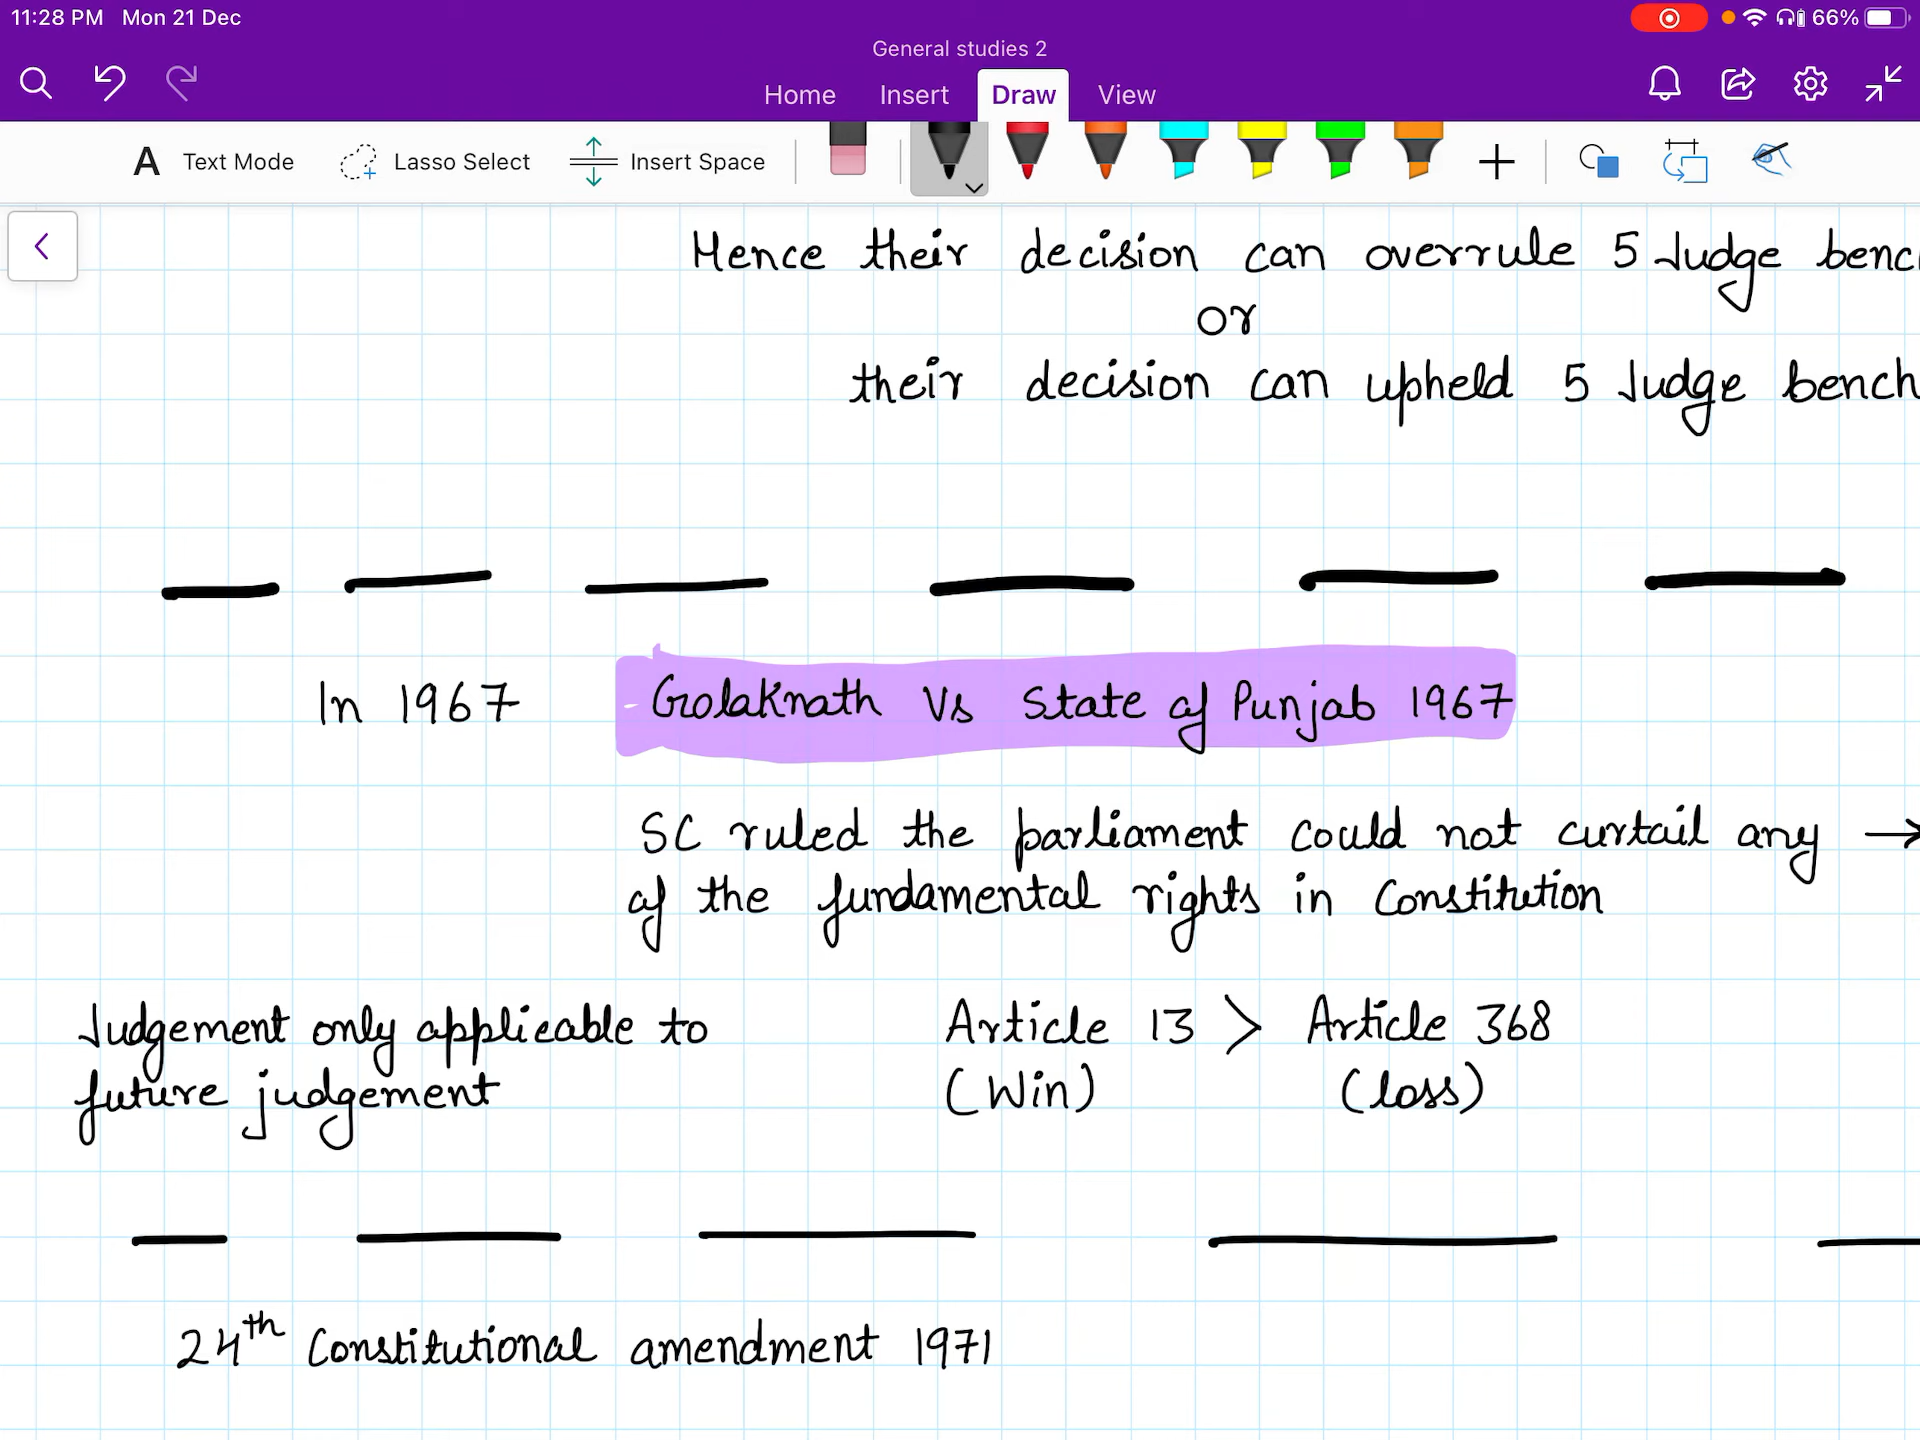 11:28 PM Mon 21 Dec
66%
General studies 2
Home Insert Draw View
A Text Mode Lasso Select Insert Space
Hence their decision can overrule 5 Judge benc
or
their decision can upheld 5 Judge bench
In 1967 - Golaknath Vs State of Punjab 1967
SC ruled the parliament could not curtail any →
of the fundamental rights in Constitution
Judgement only applicable to
future judgement
Article 13 > Article 368
(Win) (loss)
24th Constitutional amendment 1971